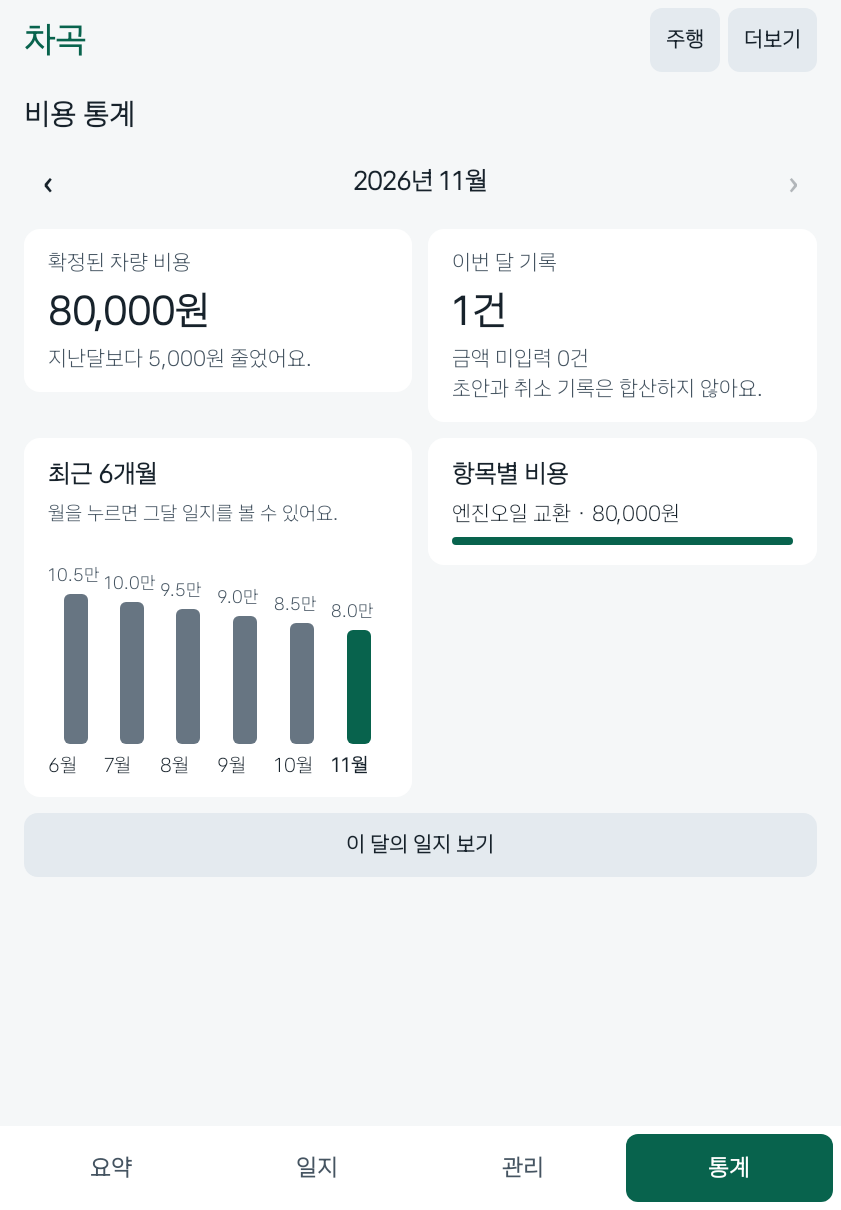 차곡
주행
더보기
비용 통계
‹
2026년 11월
›
확정된 차량 비용
80,000원
지난달보다 5,000원 줄었어요.
이번 달 기록
1건
금액 미입력 0건
초안과 취소 기록은 합산하지 않아요.
최근 6개월
월을 누르면 그달 일지를 볼 수 있어요.
10.5만
10.0만
9.5만
9.0만
8.5만
8.0만
6월
7월
8월
9월
10월
11월
항목별 비용
엔진오일 교환 · 80,000원
이 달의 일지 보기
요약
일지
관리
통계